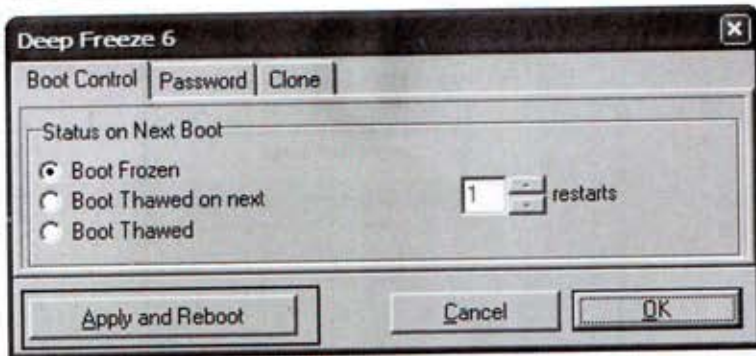 Deep Freeze 6
Boot Control Password Clone
Status on Next Boot
Boot Frozen
Boot Thawed on next 1 restarts
Boot Thawed
Apply and Reboot Cancel OK